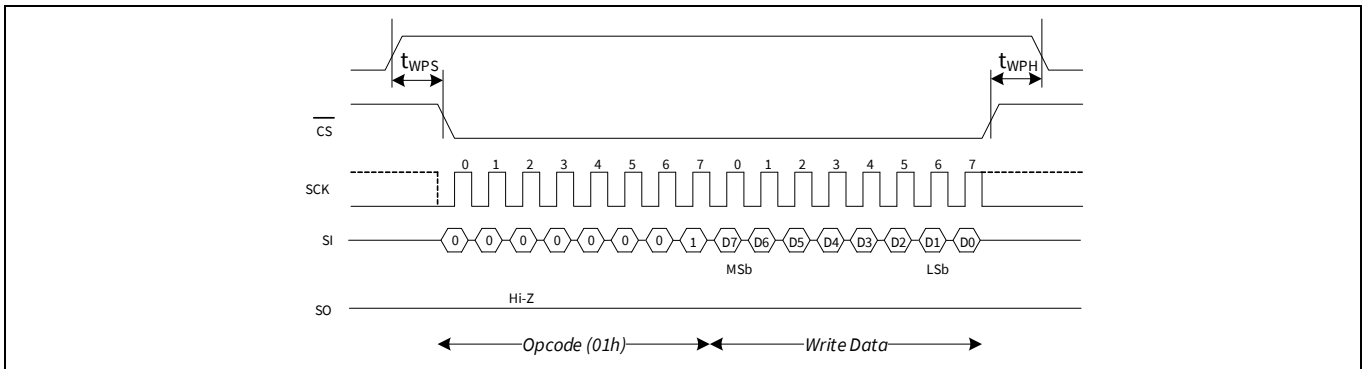 tWPS tWPH
CS
0 1 2 3 4 5 6 7 0 1 2 3 4 5 6 7
SCK
SI 0 0 0 0 0 0 0 1 D7 D6 D5 D4 D3 D2 D1 D0
MSb LSb
Hi-Z
SO
Opcode (01h) Write Data